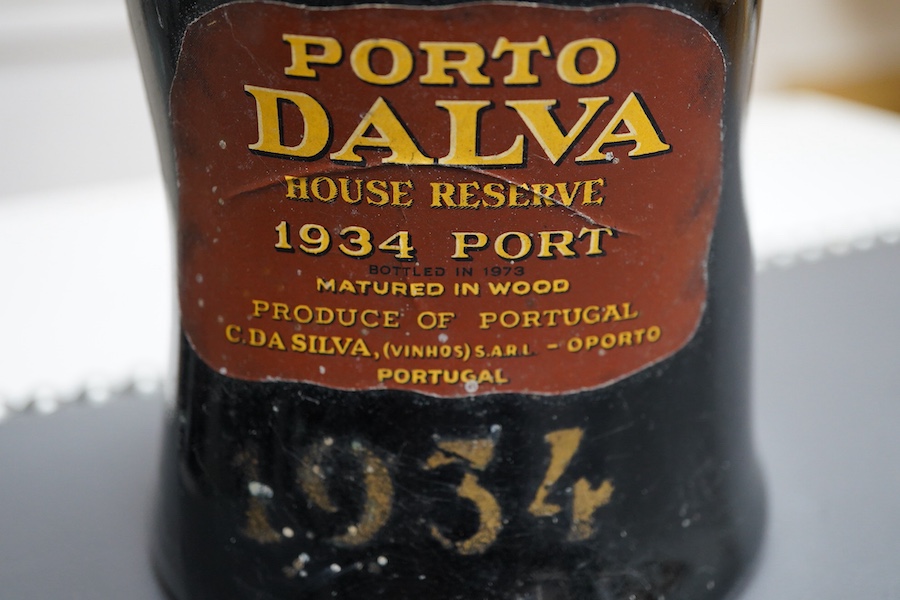 PORTO
DALVA
HOUSE RESERVE
1934 PORT
BOTTLED IN 1973
MATURED IN WOOD
PRODUCE OF PORTUGAL
C. DA SILVA, (VINHOS) S.A.R.L. - OPORTO
PORTUGAL
1934